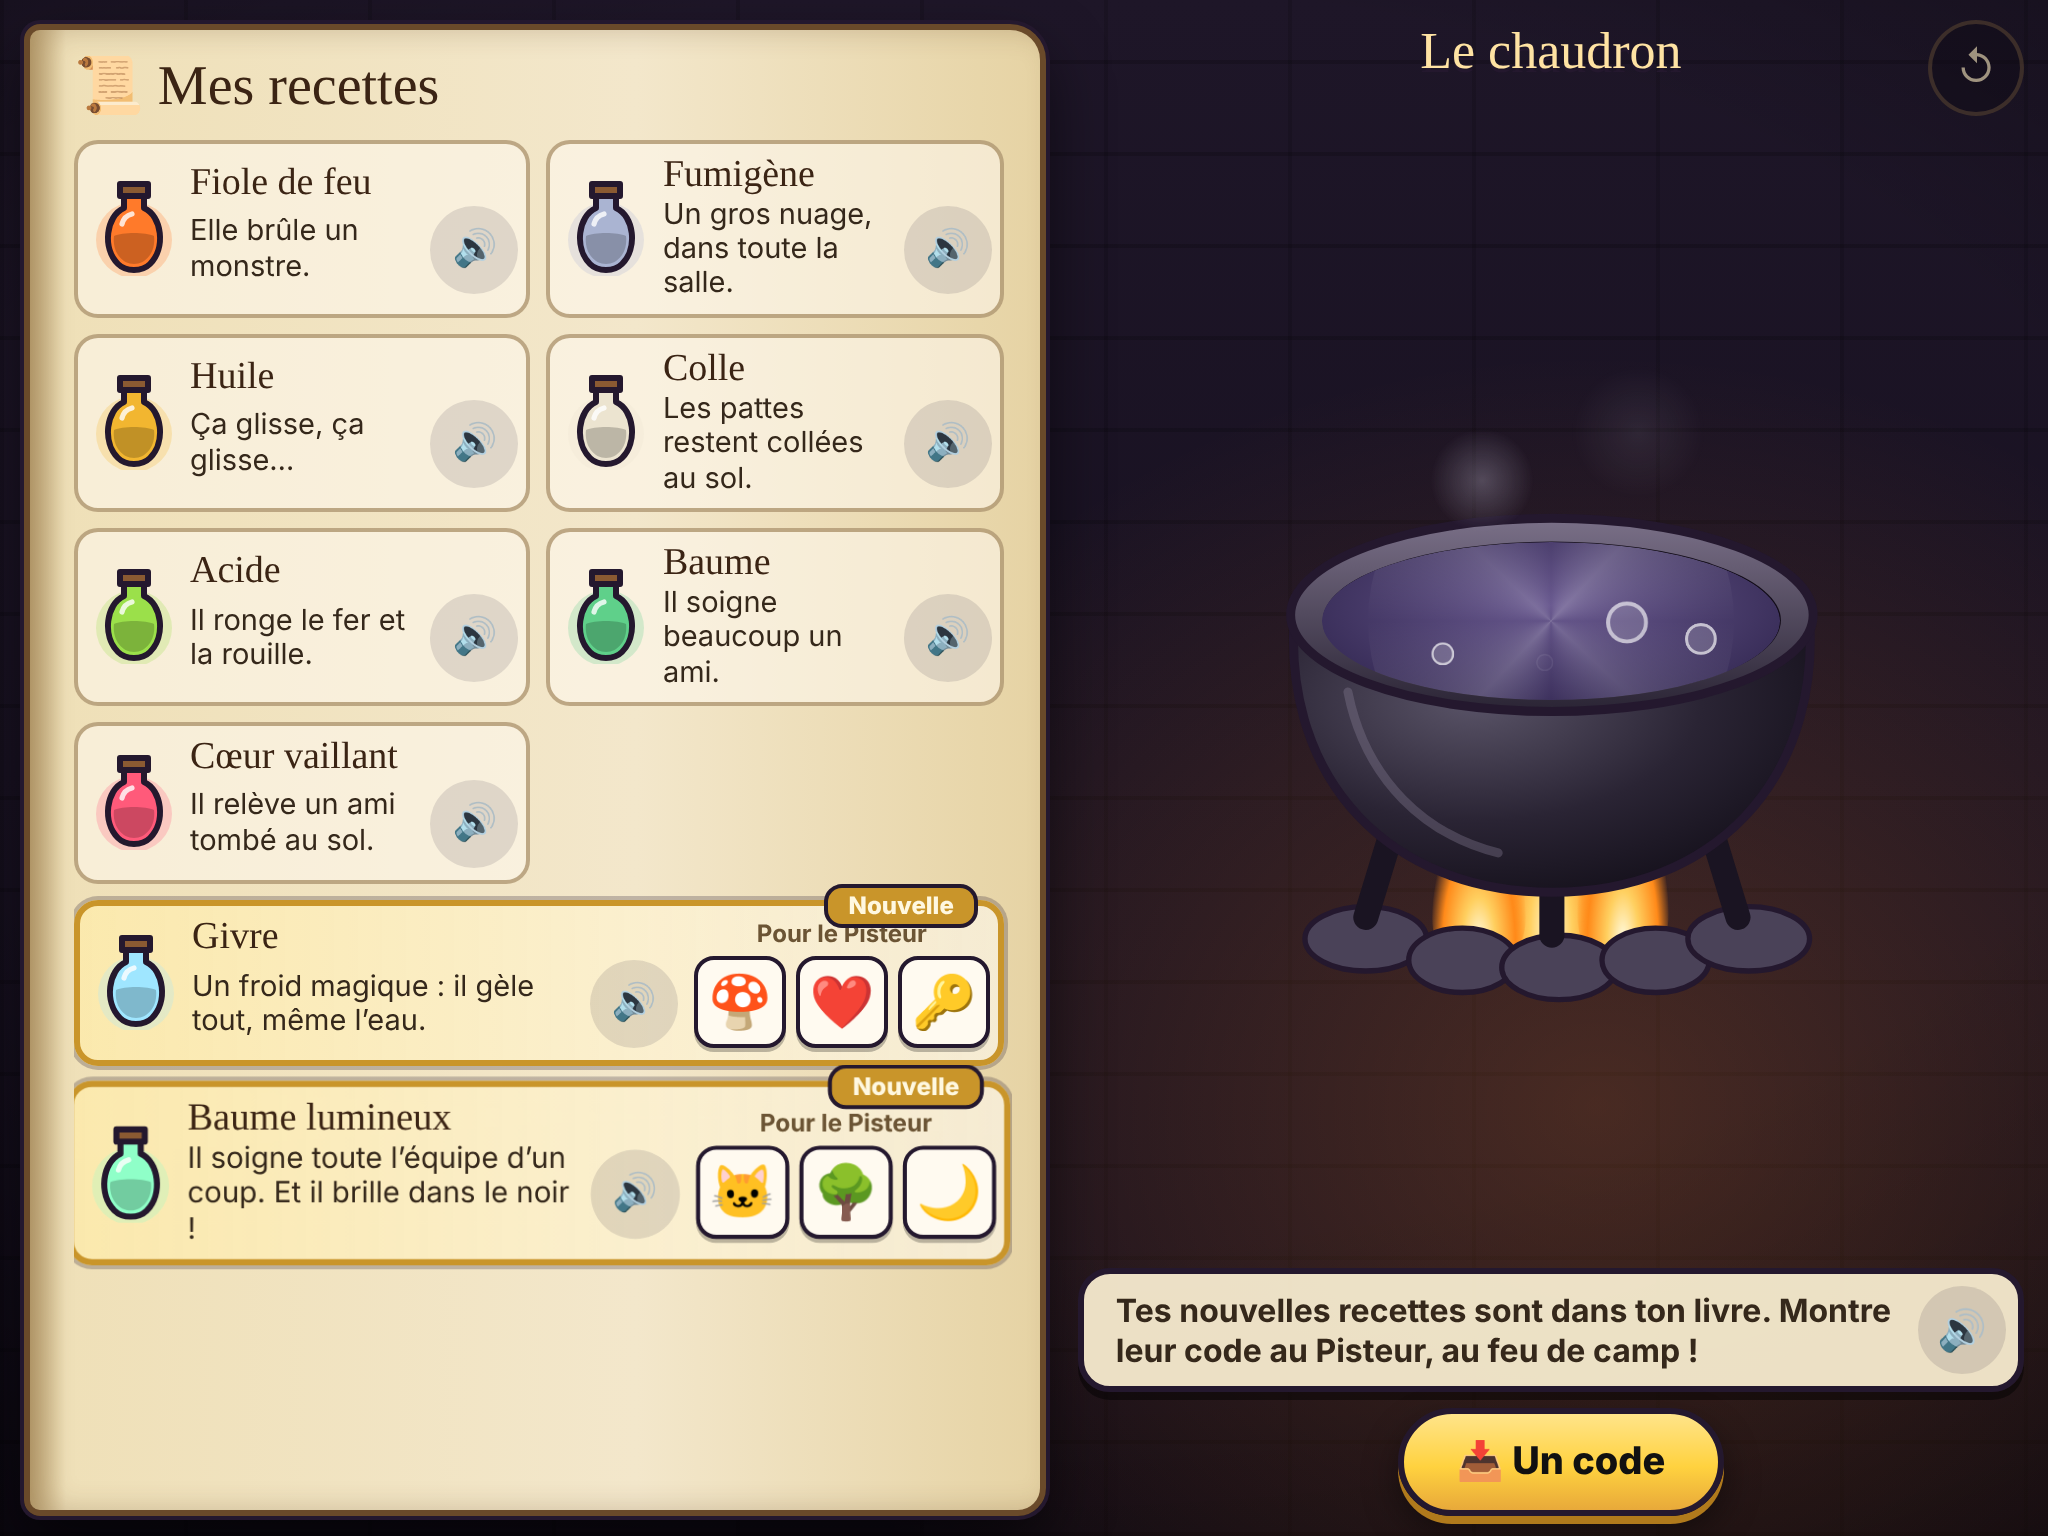 Mes recettes
Fiole de feu
Elle brûle un
monstre.
Fumigène
Un gros nuage,
dans toute la
salle.
Huile
Ça glisse, ça
glisse...
Colle
Les pattes
restent collées
au sol.
Acide
Il ronge le fer et
la rouille.
Baume
Il soigne
beaucoup un
ami.
Cœur vaillant
Il relève un ami
tombé au sol.
Nouvelle
Givre
Pour le Pisteur
Un froid magique : il gèle
tout, même l’eau.
Nouvelle
Baume lumineux
Pour le Pisteur
Il soigne toute l’équipe d’un
coup. Et il brille dans le noir
!
Le chaudron
Tes nouvelles recettes sont dans ton livre. Montre
leur code au Pisteur, au feu de camp !
Un code